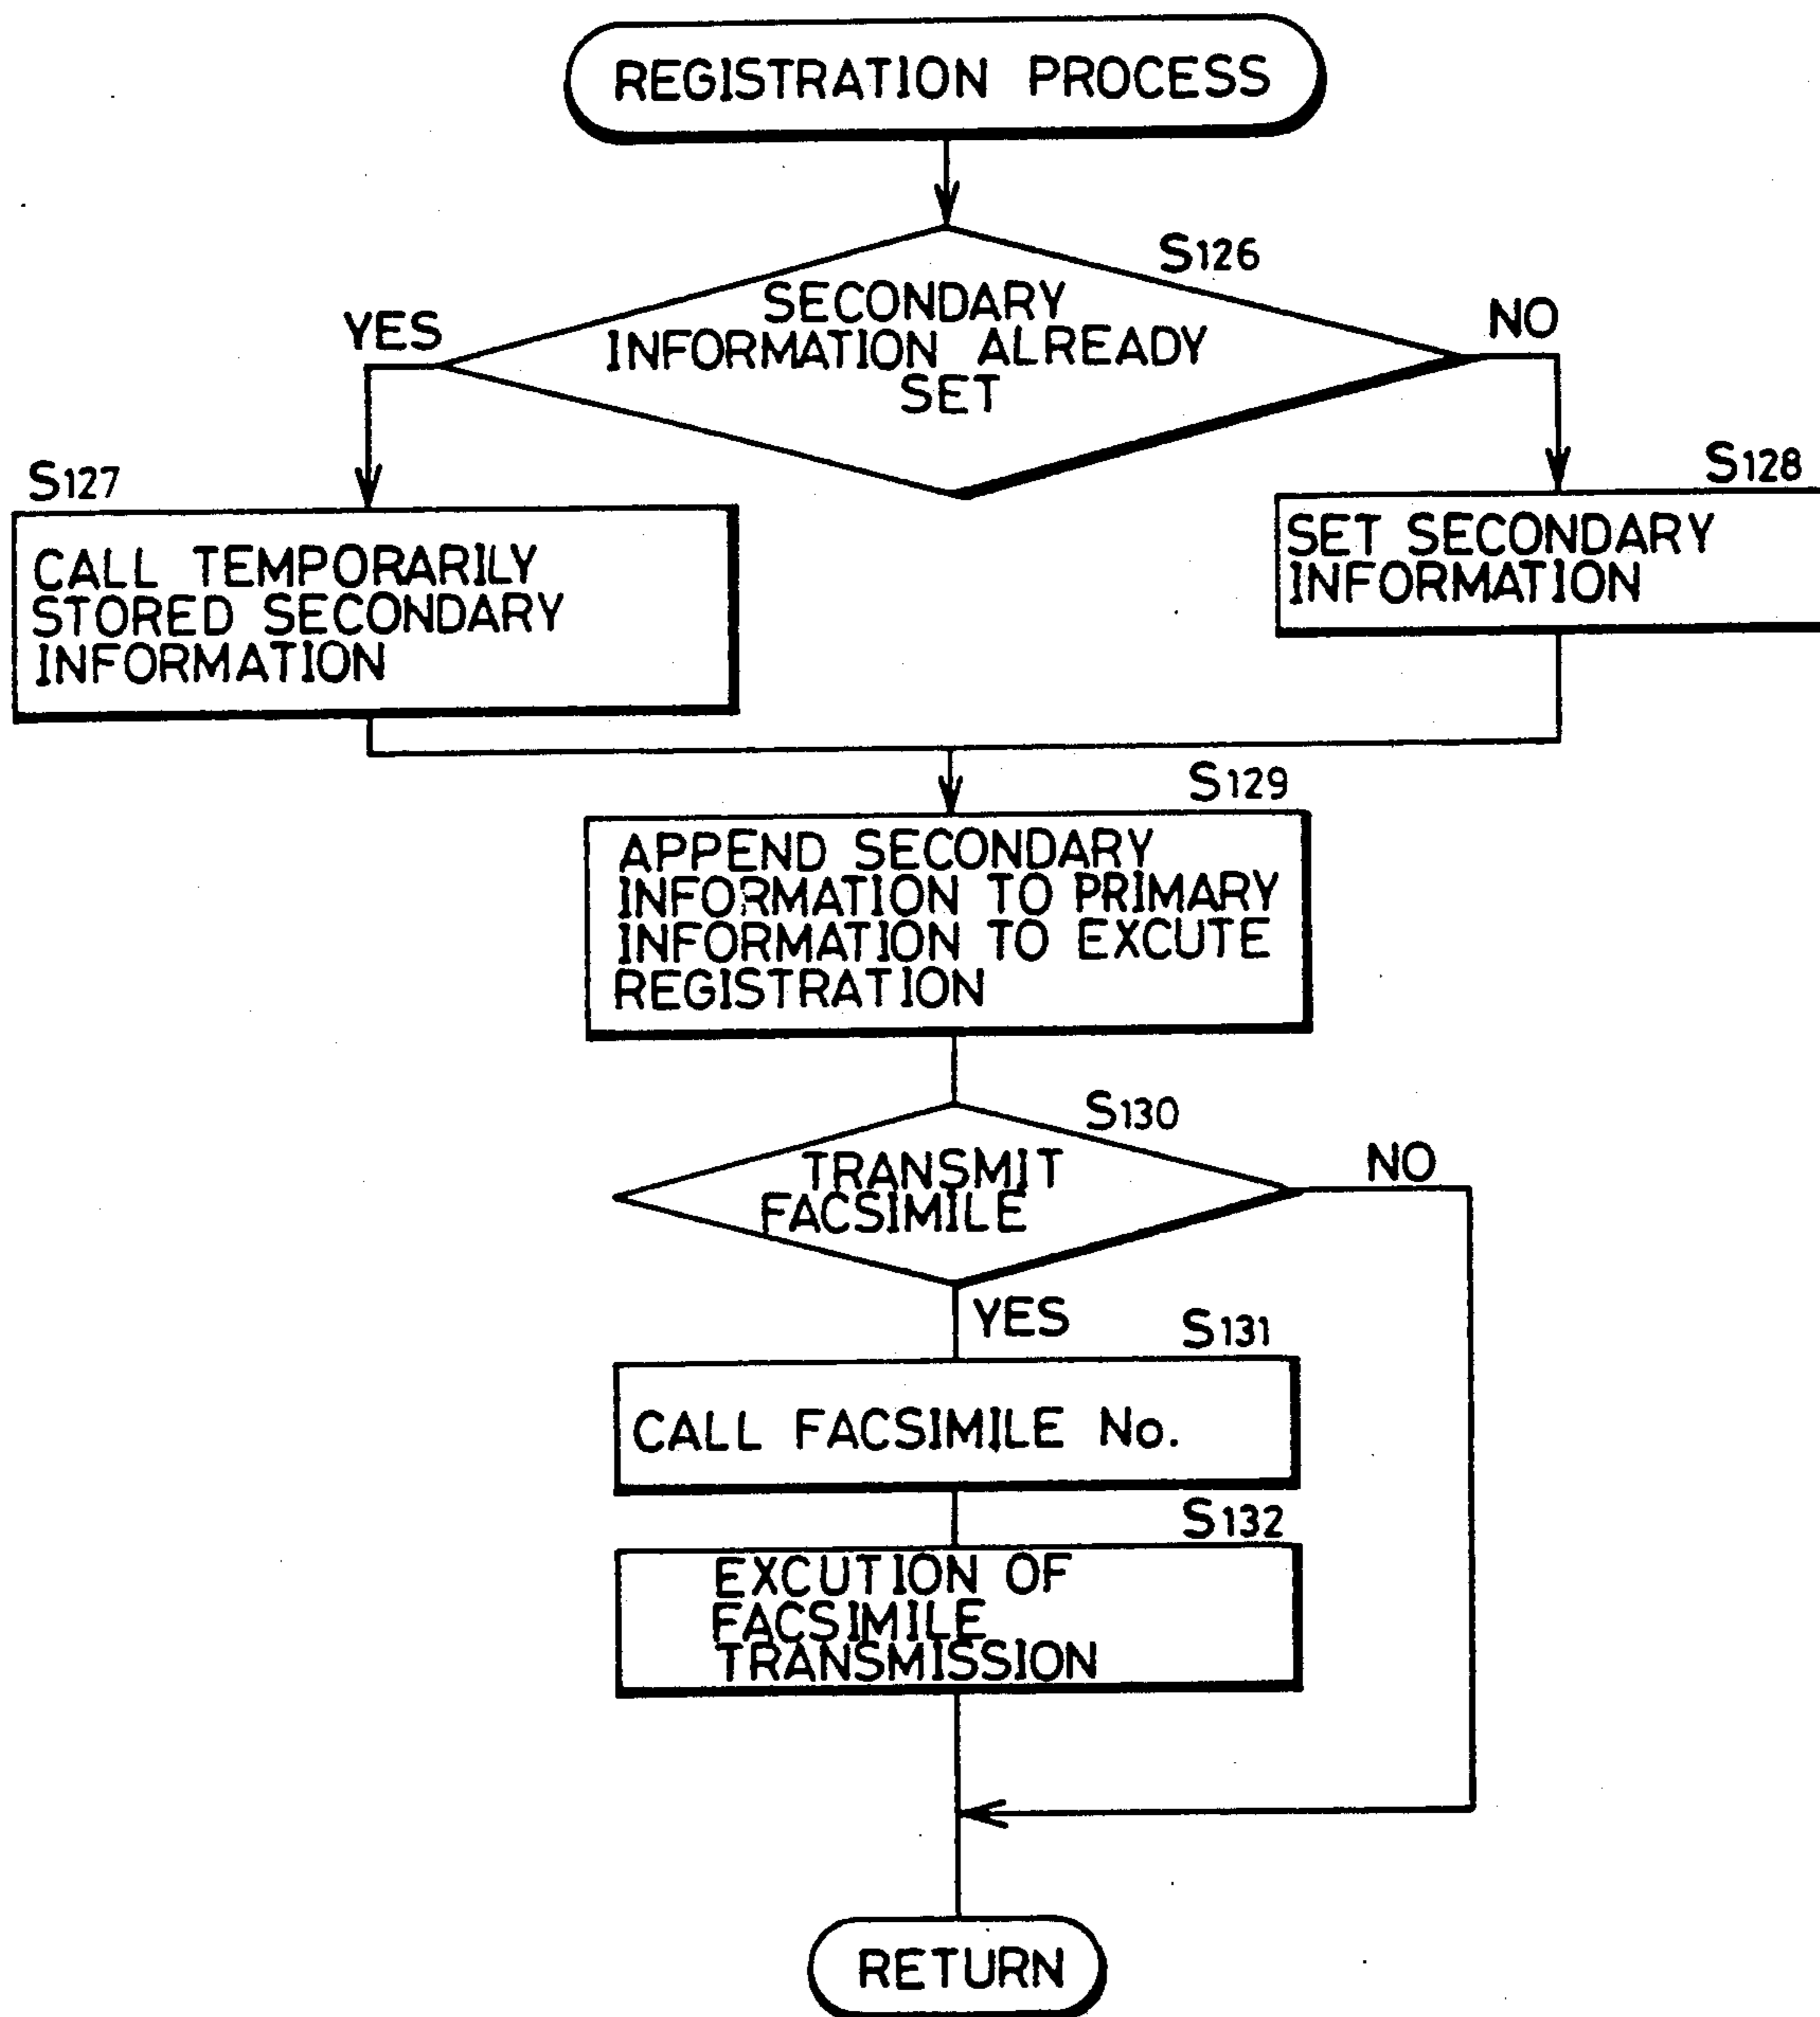 REGISTRATION PROCESS
S126
SECONDARY
INFORMATION ALREADY
SET
YES
NO
S127
CALL TEMPORARILY
STORED SECONDARY
INFORMATION
S128
SET SECONDARY
INFORMATION
S129
APPEND SECONDARY
INFORMATION TO PRIMARY
INFORMATION TO EXCUTE
REGISTRATION
S130
TRANSMIT
FACSIMILE
NO
YES
S131
CALL FACSIMILE No.
S132
EXCUTION OF
FACSIMILE
TRANSMISSION
RETURN